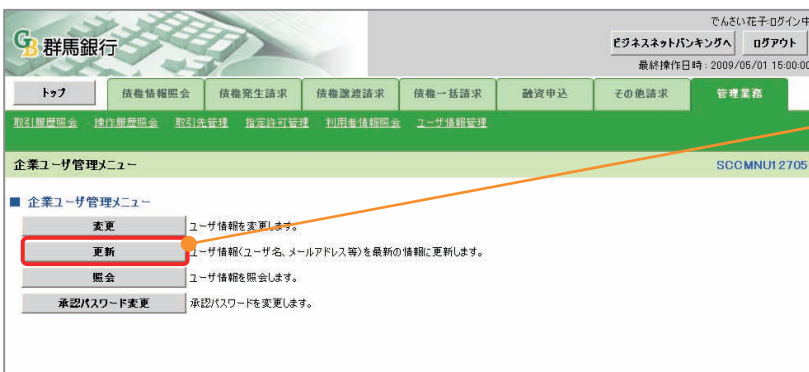 でんさい花子:ログイン中
群馬銀行
ビジネスネットバンキングへ ログアウト
最終操作日時:2009/05/01 15:00:00
トップ 債権情報照会 債権発生請求 債権譲渡請求 債権一括請求 融資申込 その他請求 管理業務
取引履歴照会 操作履歴照会 取引先管理 指定許可管理 利用者情報照会 ユーザ情報管理
企業ユーザ管理メニュー SCCMNU12705
■ 企業ユーザ管理メニュー
変更 ユーザ情報を変更します。
更新 ユーザ情報(ユーザ名、メールアドレス等)を最新の情報に更新します。
照会 ユーザ情報を照会します。
承認パスワード変更 承認パスワードを変更します。